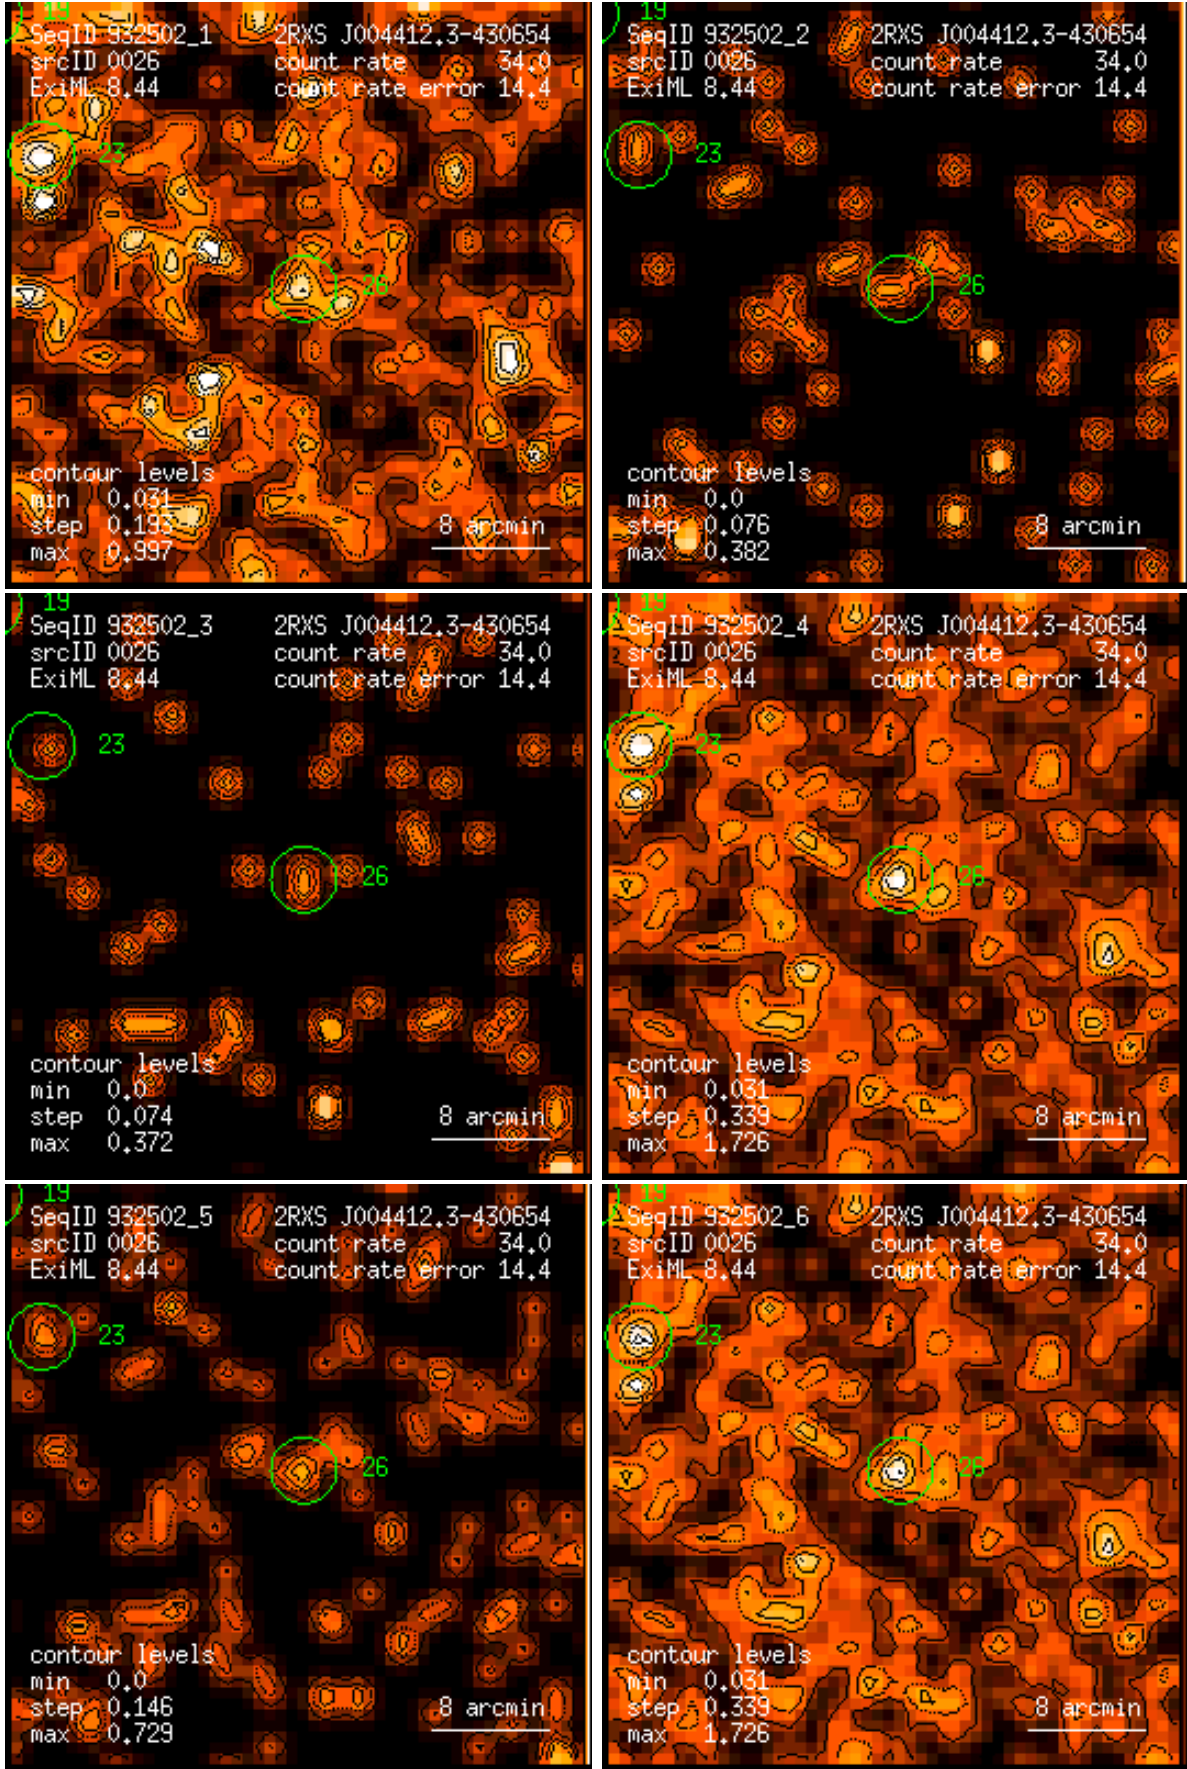 19
SeqID 932502_1 2RXS J004412.3-430654
srcID 0026 count rate 34.0
ExiML 8.44 count rate error 14.4
23
26
contour levels
min 0.031
step 0.193
max 0.997
8 arcmin
19
SeqID 932502_2 2RXS J004412.3-430654
srcID 0026 count rate 34.0
ExiML 8.44 count rate error 14.4
23
26
contour levels
min 0.0
step 0.076
max 0.382
8 arcmin
19
SeqID 932502_3 2RXS J004412.3-430654
srcID 0026 count rate 34.0
ExiML 8.44 count rate error 14.4
23
26
contour levels
min 0.0
step 0.074
max 0.372
8 arcmin
19
SeqID 932502_4 2RXS J004412.3-430654
srcID 0026 count rate 34.0
ExiML 8.44 count rate error 14.4
23
26
contour levels
min 0.031
step 0.339
max 1.726
8 arcmin
19
SeqID 932502_5 2RXS J004412.3-430654
srcID 0026 count rate 34.0
ExiML 8.44 count rate error 14.4
23
26
contour levels
min 0.0
step 0.146
max 0.729
8 arcmin
19
SeqID 932502_6 2RXS J004412.3-430654
srcID 0026 count rate 34.0
ExiML 8.44 count rate error 14.4
23
26
contour levels
min 0.031
step 0.339
max 1.726
8 arcmin